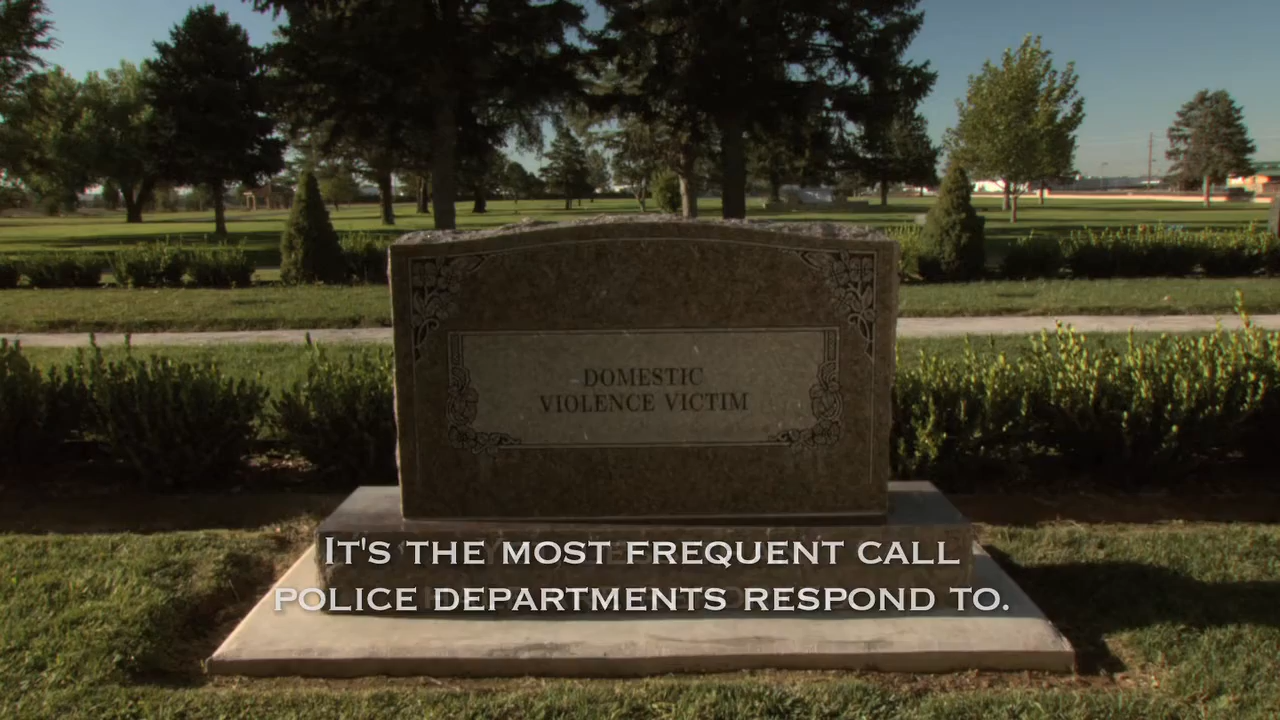 DOMESTIC
VIOLENCE VICTIM
IT'S THE MOST FREQUENT CALL
POLICE DEPARTMENTS RESPOND TO.